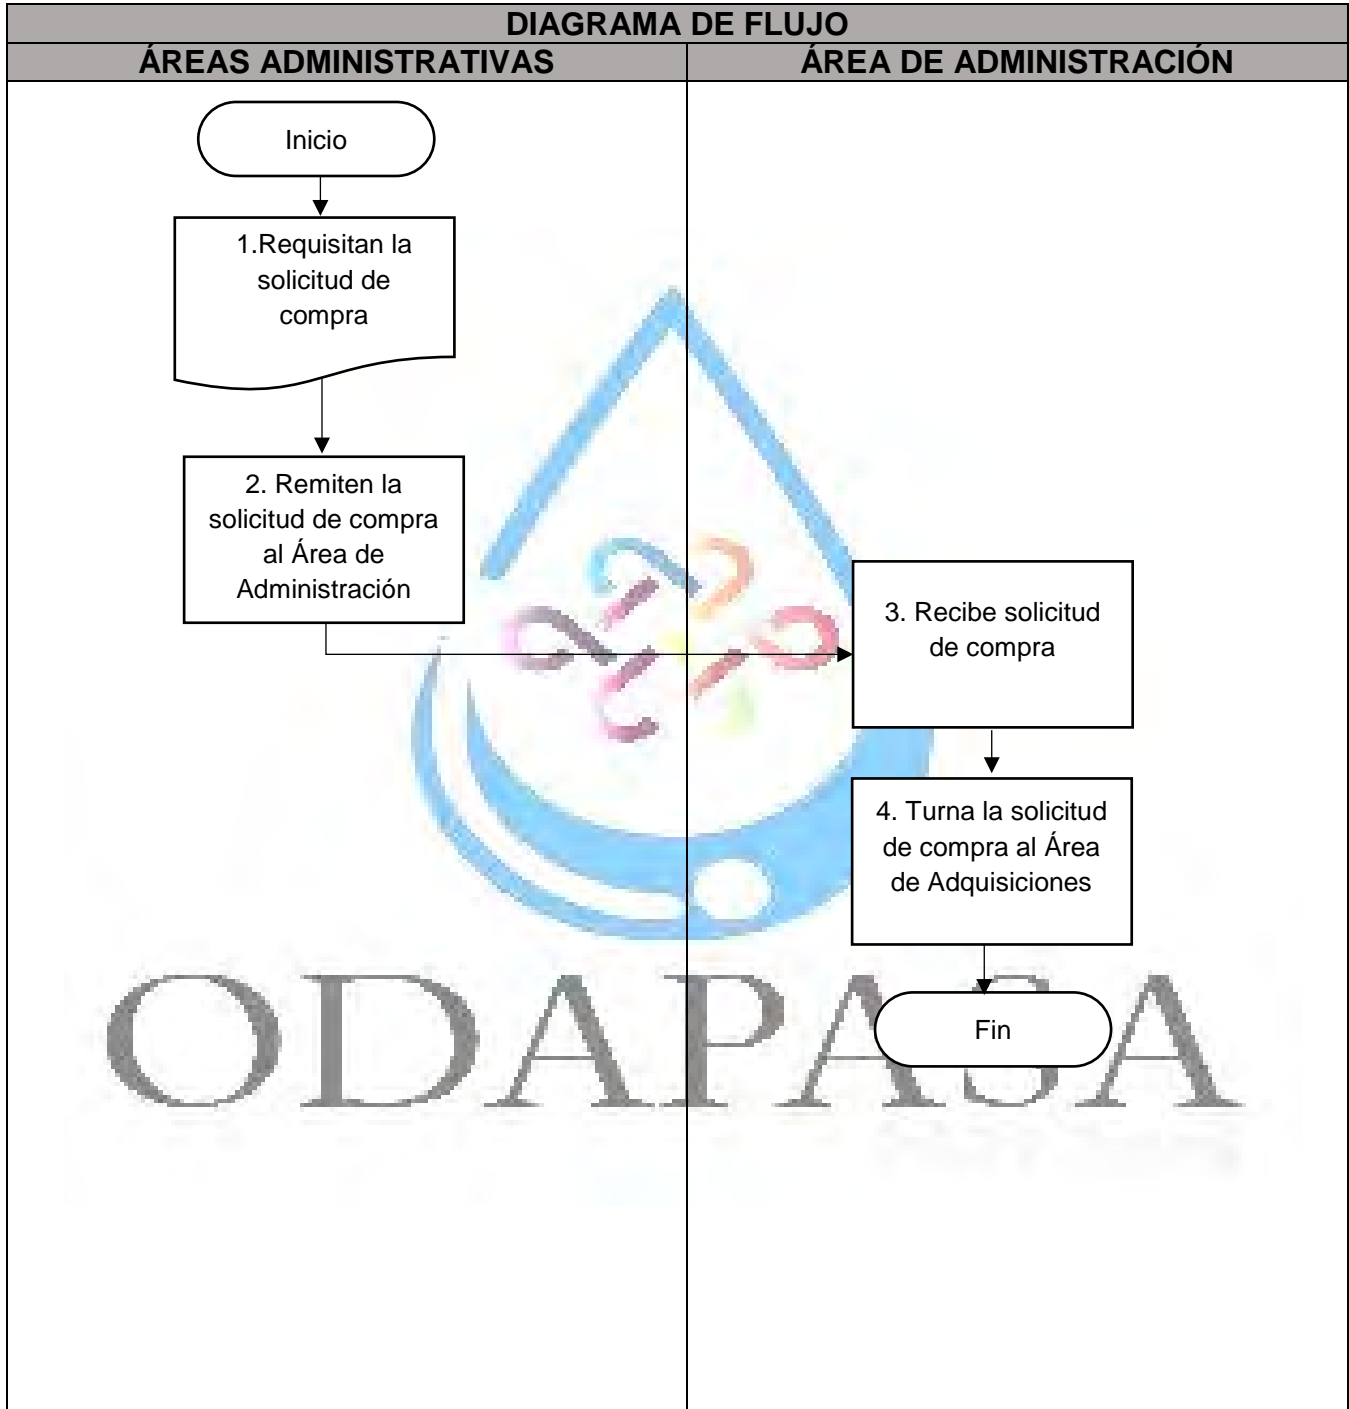 DIAGRAMA DE FLUJO
ÁREAS ADMINISTRATIVAS
ÁREA DE ADMINISTRACIÓN
Inicio
1.Requisitan la
solicitud de
compra
2. Remiten la
solicitud de compra
al Área de
Administración
3. Recibe solicitud
de compra
4. Turna la solicitud
de compra al Área
de Adquisiciones
Fin
ODAPASA